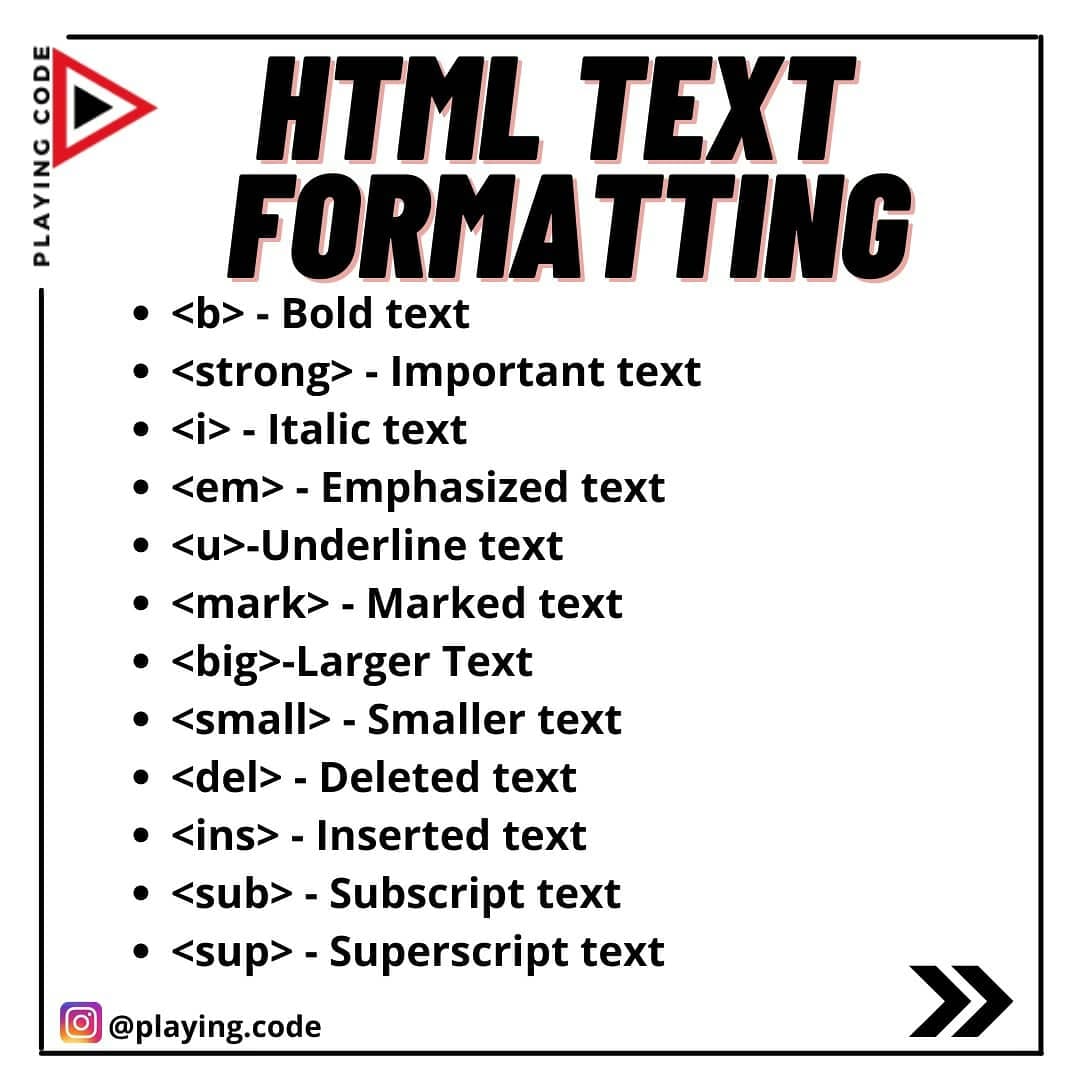 PLAYING CODE
HTML TEXT
FORMATTING
• <b> - Bold text
• <strong> - Important text
• <i> - Italic text
• <em> - Emphasized text
• <u>-Underline text
• <mark> - Marked text
• <big>-Larger Text
• <small> - Smaller text
• <del> - Deleted text
• <ins> - Inserted text
• <sub> - Subscript text
• <sup> - Superscript text
@playing.code